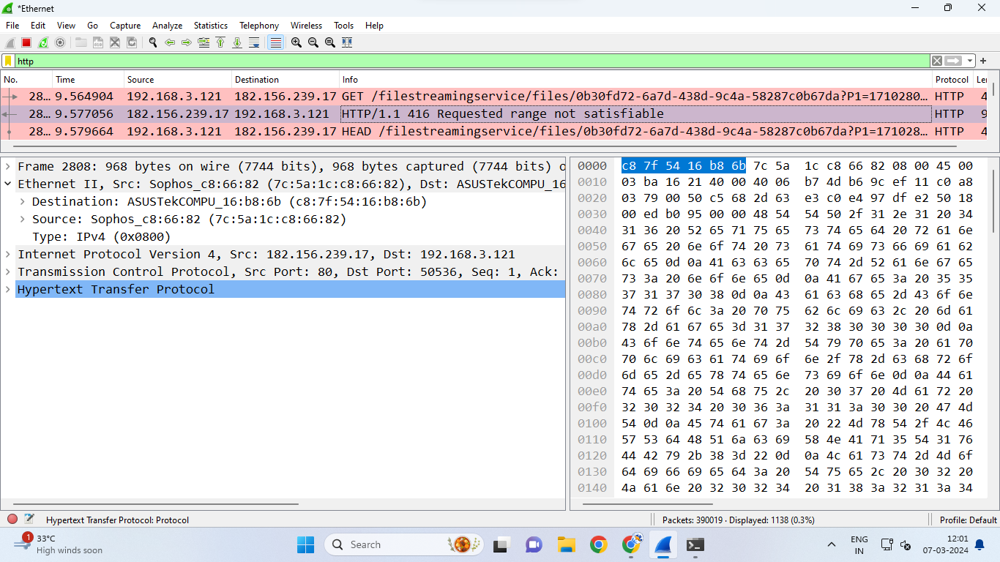 *Ethernet
File Edit View Go Capture Analyze Statistics Telephony Wireless Tools Help
http
No. Time Source Destination Info Protocol Le
28… 9.564904 192.168.3.121 182.156.239.17 GET /filestreamingservice/files/0b30fd72-6a7d-438d-9c4a-58287c0b67da?P1=1710280… HTTP 4
28… 9.577056 182.156.239.17 192.168.3.121 HTTP/1.1 416 Requested range not satisfiable HTTP 9
28… 9.579664 192.168.3.121 182.156.239.17 HEAD /filestreamingservice/files/0b30fd72-6a7d-438d-9c4a-58287c0b67da?P1=171028… HTTP 4
Frame 2808: 968 bytes on wire (7744 bits), 968 bytes captured (7744 bits) o
Ethernet II, Src: Sophos_c8:66:82 (7c:5a:1c:c8:66:82), Dst: ASUSTekCOMPU_16
Destination: ASUSTekCOMPU_16:b8:6b (c8:7f:54:16:b8:6b)
Source: Sophos_c8:66:82 (7c:5a:1c:c8:66:82)
Type: IPv4 (0x0800)
Internet Protocol Version 4, Src: 182.156.239.17, Dst: 192.168.3.121
Transmission Control Protocol, Src Port: 80, Dst Port: 50536, Seq: 1, Ack:
Hypertext Transfer Protocol
0000 c8 7f 54 16 b8 6b 7c 5a 1c c8 66 82 08 00 45 00
0010 03 ba 16 21 40 00 40 06 b7 4d b6 9c ef 11 c0 a8
0020 03 79 00 50 c5 68 2d 63 e3 c0 e4 97 df e2 50 18
0030 00 ed b0 95 00 00 48 54 54 50 2f 31 2e 31 20 34
0040 31 36 20 52 65 71 75 65 73 74 65 64 20 72 61 6e
0050 67 65 20 6e 6f 74 20 73 61 74 69 73 66 69 61 62
0060 6c 65 0d 0a 41 63 63 65 70 74 2d 52 61 6e 67 65
0070 73 3a 20 6e 6f 6e 65 0d 0a 41 67 65 3a 20 35 35
0080 37 31 37 30 38 0d 0a 43 61 63 68 65 2d 43 6f 6e
0090 74 72 6f 6c 3a 20 70 75 62 6c 69 63 2c 20 6d 61
00a0 78 2d 61 67 65 3d 31 37 32 38 30 30 30 30 0d 0a
00b0 43 6f 6e 74 65 6e 74 2d 54 79 70 65 3a 20 61 70
00c0 70 6c 69 63 61 74 69 6f 6e 2f 78 2d 63 68 72 6f
00d0 6d 65 2d 65 78 74 65 6e 73 69 6f 6e 0d 0a 44 61
00e0 74 65 3a 20 54 68 75 2c 20 30 37 20 4d 61 72 20
00f0 32 30 32 34 20 30 36 3a 31 31 3a 30 30 20 47 4d
0100 54 0d 0a 45 74 61 67 3a 20 22 4d 78 54 2f 4c 46
0110 57 53 64 48 51 6a 63 69 58 4e 41 71 35 54 31 76
0120 44 42 79 2b 38 3d 22 0d 0a 4c 61 73 74 2d 4d 6f
0130 64 69 66 69 65 64 3a 20 54 75 65 2c 20 30 32 20
0140 4a 61 6e 20 32 30 32 34 20 31 38 3a 32 31 3a 34
Hypertext Transfer Protocol: Protocol
Packets: 390019 · Displayed: 1138 (0.3%)
Profile: Default
1
33°C
High winds soon
Search
ENG
IN
12:01
07-03-2024